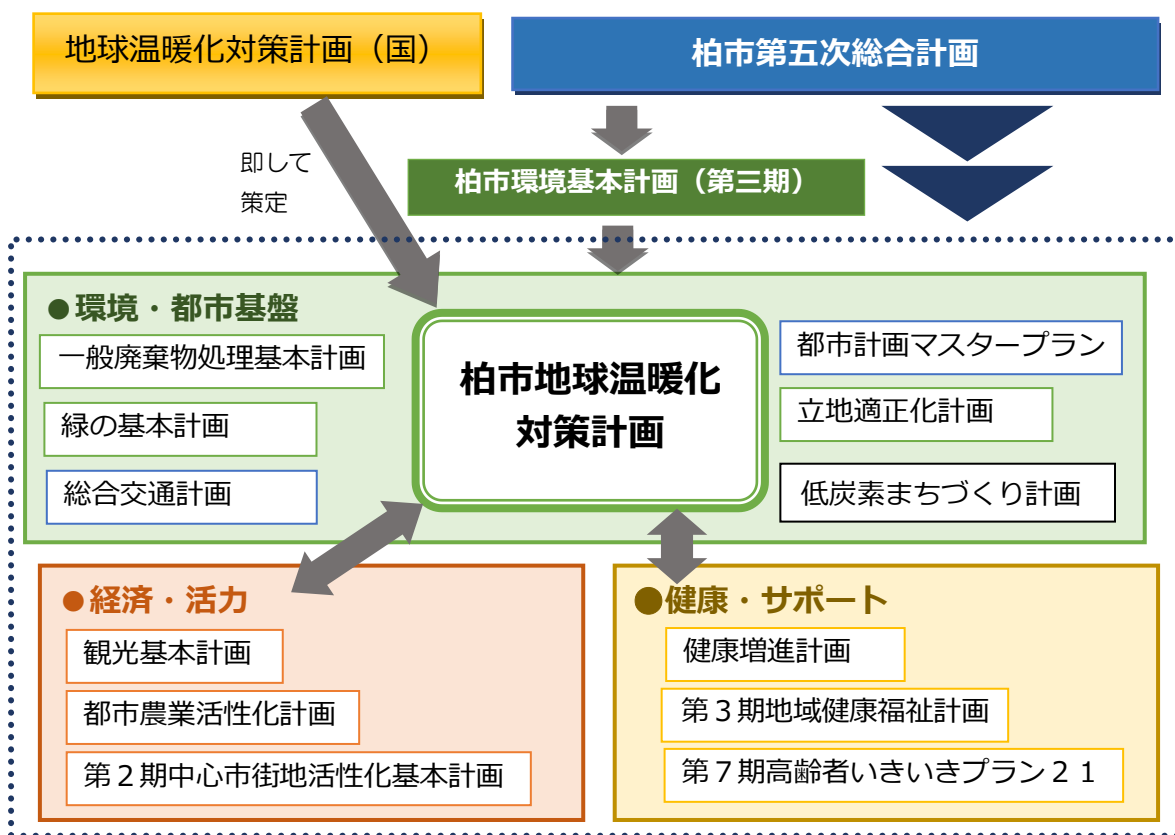 地球温暖化対策計画（国）
柏市第五次総合計画
即して
策定
柏市環境基本計画（第三期）
●環境・都市基盤
一般廃棄物処理基本計画
緑の基本計画
総合交通計画
柏市地球温暖化
対策計画
都市計画マスタープラン
立地適正化計画
低炭素まちづくり計画
●経済・活力
観光基本計画
都市農業活性化計画
第２期中心市街地活性化基本計画
●健康・サポート
健康増進計画
第３期地域健康福祉計画
第７期高齢者いきいきプラン２１